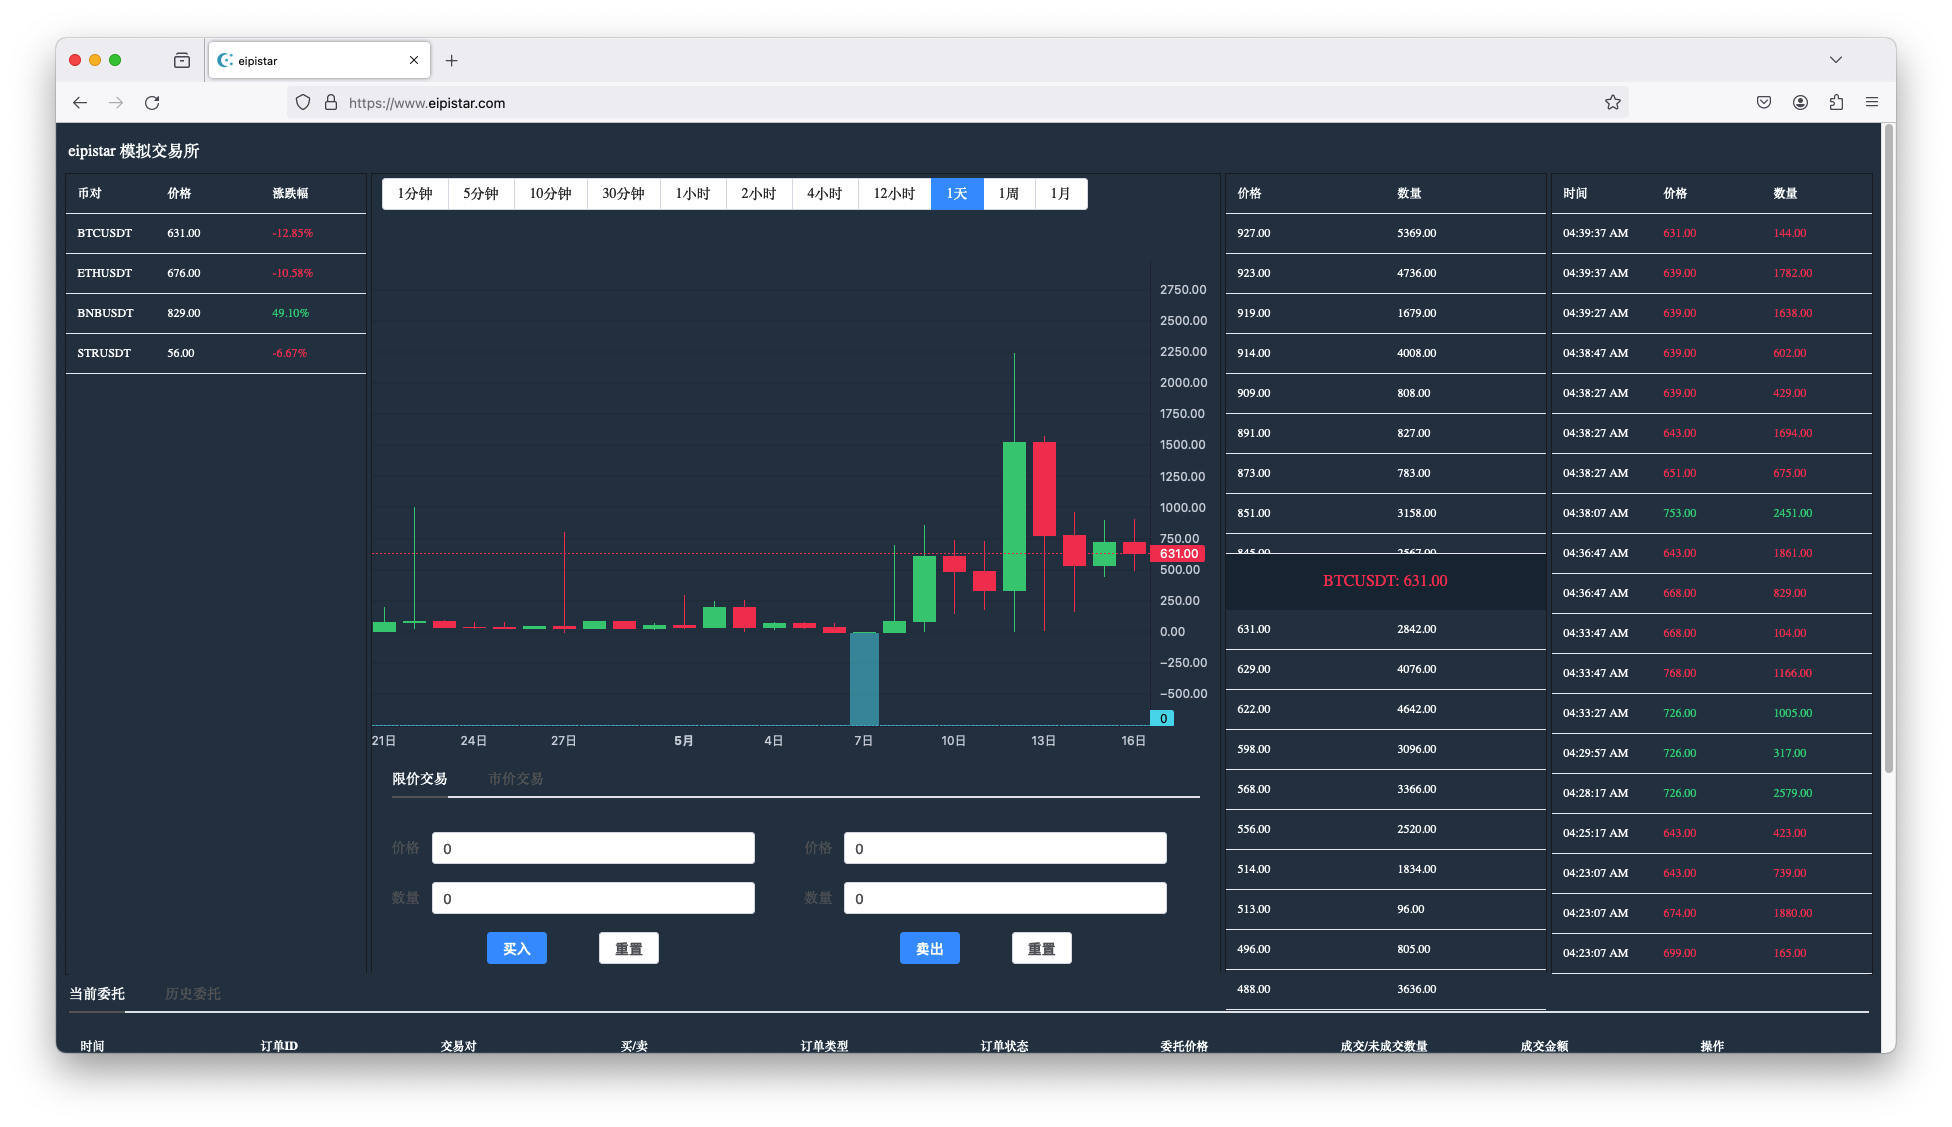 eipistar
https://www.eipistar.com
eipistar 模拟交易所
币对 价格 涨跌幅
BTCUSDT 631.00 -12.85%
ETHUSDT 676.00 -10.58%
BNBUSDT 829.00 49.10%
STRUSDT 56.00 -6.67%
1分钟 5分钟 10分钟 30分钟 1小时 2小时 4小时 12小时 1天 1周 1月
2750.00
2500.00
2250.00
2000.00
1750.00
1500.00
1250.00
1000.00
750.00
631.00
500.00
250.00
0.00
−250.00
−500.00
0
21日 24日 27日 5月 4日 7日 10日 13日 16日
限价交易 市价交易
价格 0 价格 0
数量 0 数量 0
买入 重置 卖出 重置
价格 数量
927.00 5369.00
923.00 4736.00
919.00 1679.00
914.00 4008.00
909.00 808.00
891.00 827.00
873.00 783.00
851.00 3158.00
845.00 2567.00
BTCUSDT: 631.00
631.00 2842.00
629.00 4076.00
622.00 4642.00
598.00 3096.00
568.00 3366.00
556.00 2520.00
514.00 1834.00
513.00 96.00
496.00 805.00
488.00 3636.00
时间 价格 数量
04:39:37 AM 631.00 144.00
04:39:37 AM 639.00 1782.00
04:39:27 AM 639.00 1638.00
04:38:47 AM 639.00 602.00
04:38:27 AM 639.00 429.00
04:38:27 AM 643.00 1694.00
04:38:27 AM 651.00 675.00
04:38:07 AM 753.00 2451.00
04:36:47 AM 643.00 1861.00
04:36:47 AM 668.00 829.00
04:33:47 AM 668.00 104.00
04:33:47 AM 768.00 1166.00
04:33:27 AM 726.00 1005.00
04:29:57 AM 726.00 317.00
04:28:17 AM 726.00 2579.00
04:25:17 AM 643.00 423.00
04:23:07 AM 643.00 739.00
04:23:07 AM 674.00 1880.00
04:23:07 AM 699.00 165.00
当前委托 历史委托
时间 订单ID 交易对 买/卖 订单类型 订单状态 委托价格 成交/未成交数量 成交金额 操作